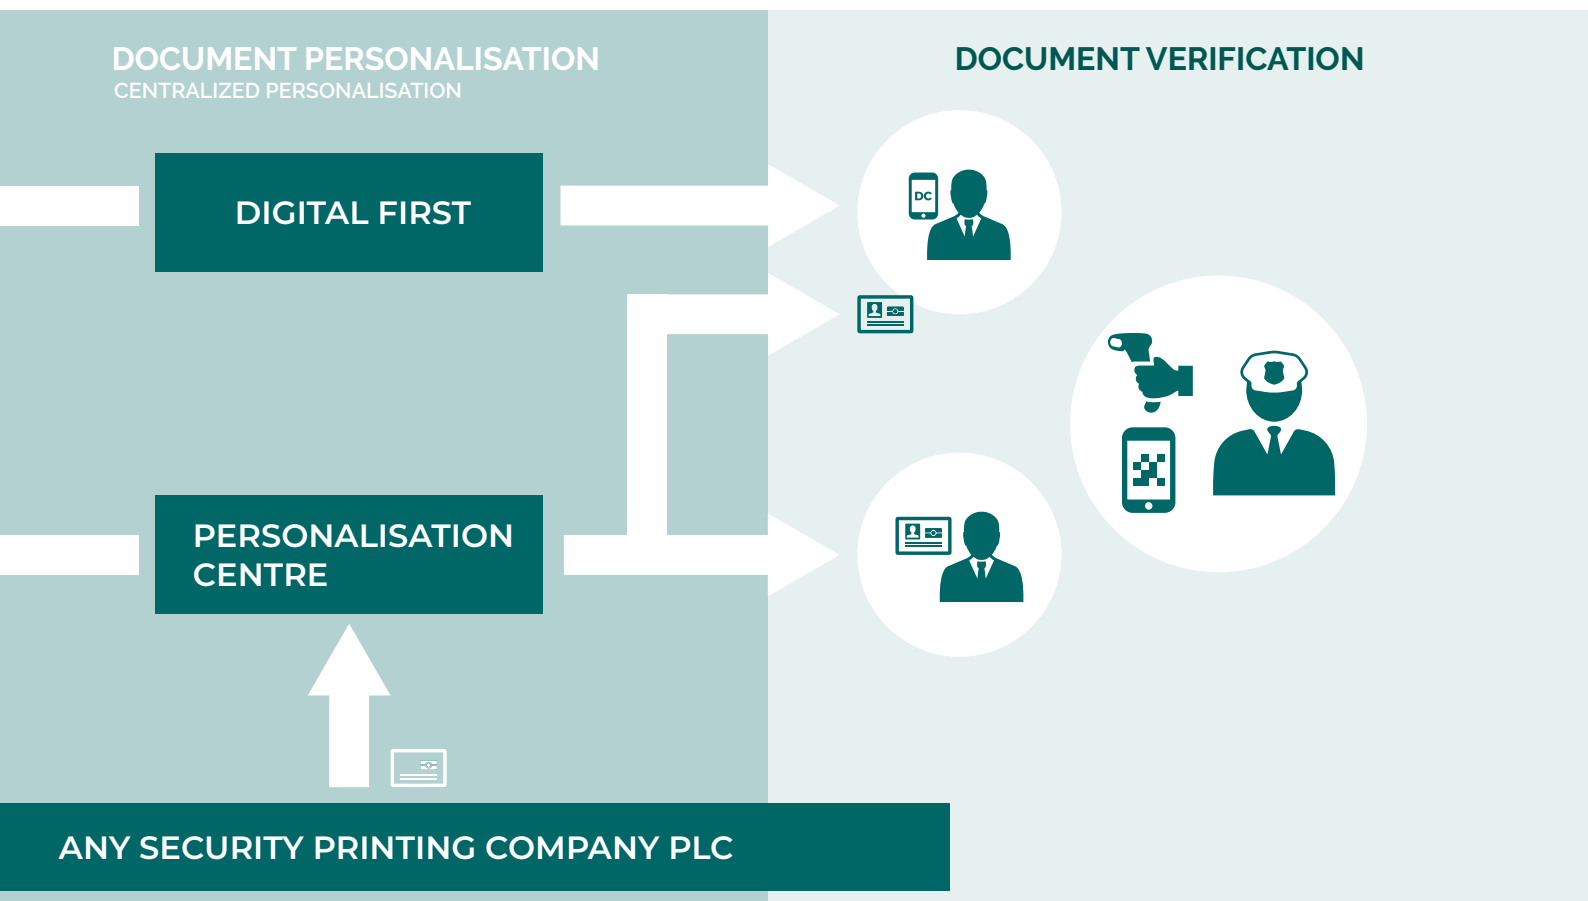 DOCUMENT PERSONALISATION
CENTRALIZED PERSONALISATION
DOCUMENT VERIFICATION
DIGITAL FIRST
DC
PERSONALISATION
CENTRE
ANY SECURITY PRINTING COMPANY PLC